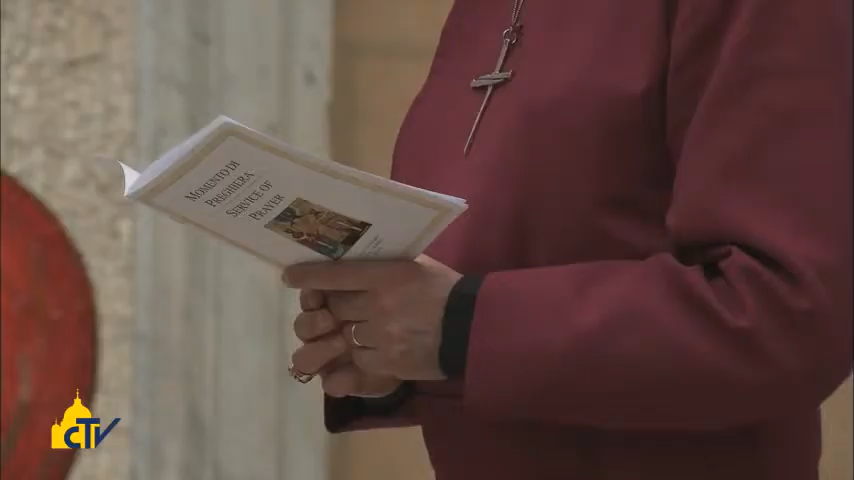 MOMENTO DI
PREGHIERA
SERVICE OF
PRAYER
CTV